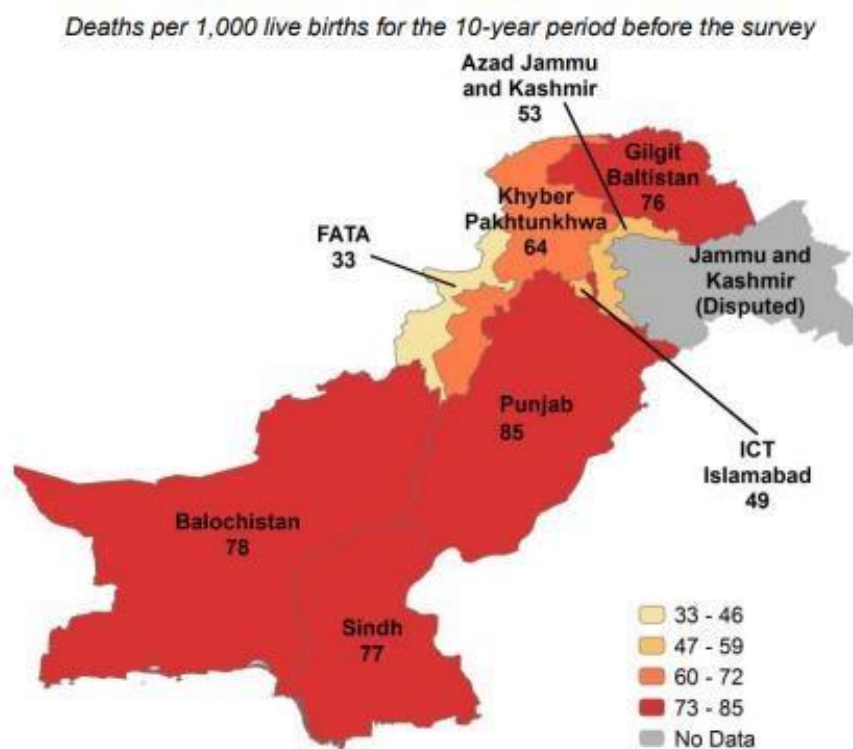 Deaths per 1,000 live births for the 10-year period before the survey
Azad Jammu
and Kashmir
53
Gilgit
Baltistan
76
Khyber
Pakhtunkhwa
64
FATA
33
Jammu and
Kashmir
(Disputed)
Punjab
85
ICT
Islamabad
49
Balochistan
78
Sindh
77
33 - 46
47 - 59
60 - 72
73 - 85
No Data